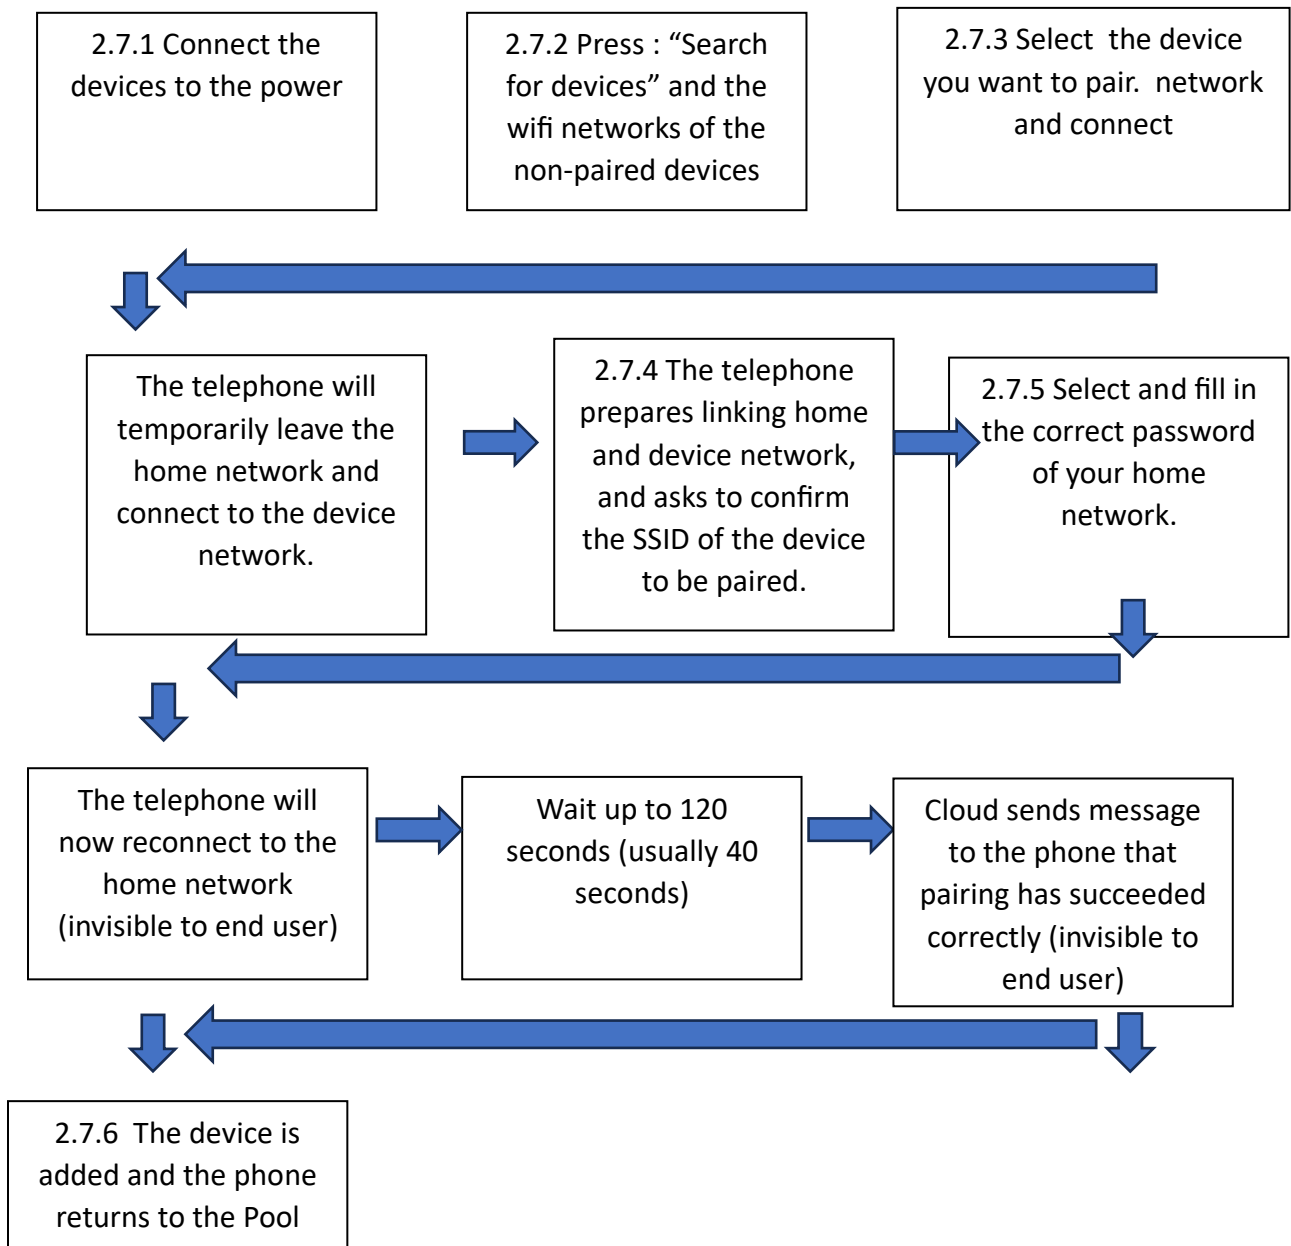 2.7.1 Connect the
devices to the power
2.7.2 Press : “Search
for devices” and the
wifi networks of the
non-paired devices
2.7.3 Select  the device
you want to pair.  network
and connect
The telephone will
temporarily leave the
home network and
connect to the device
network.
2.7.4 The telephone
prepares linking home
and device network,
and asks to confirm
the SSID of the device
to be paired.
2.7.5 Select and fill in
the correct password
of your home
network.
The telephone will
now reconnect to the
home network
(invisible to end user)
Wait up to 120
seconds (usually 40
seconds)
Cloud sends message
to the phone that
pairing has succeeded
correctly (invisible to
end user)
2.7.6  The device is
added and the phone
returns to the Pool